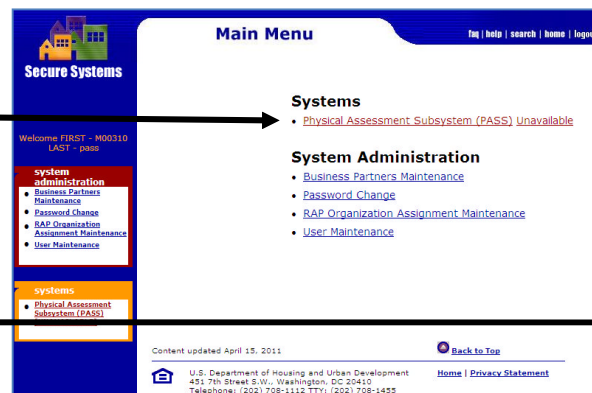 Main Menu
faq | help | search | home | logou
Secure Systems
Welcome FIRST - M00310
LAST - pass
system
administration
Business Partners
Maintenance
Password Change
RAP Organization
Assignment Maintenance
User Maintenance
systems
Physical Assessment
Subsystem (PASS)
Systems
Physical Assessment Subsystem (PASS) Unavailable
System Administration
Business Partners Maintenance
Password Change
RAP Organization Assignment Maintenance
User Maintenance
Content updated April 15, 2011
Back to Top
U.S. Department of Housing and Urban Development
451 7th Street S.W., Washington, DC 20410
Telephone: (202) 708-1112 TTY: (202) 708-1455
Home | Privacy Statement